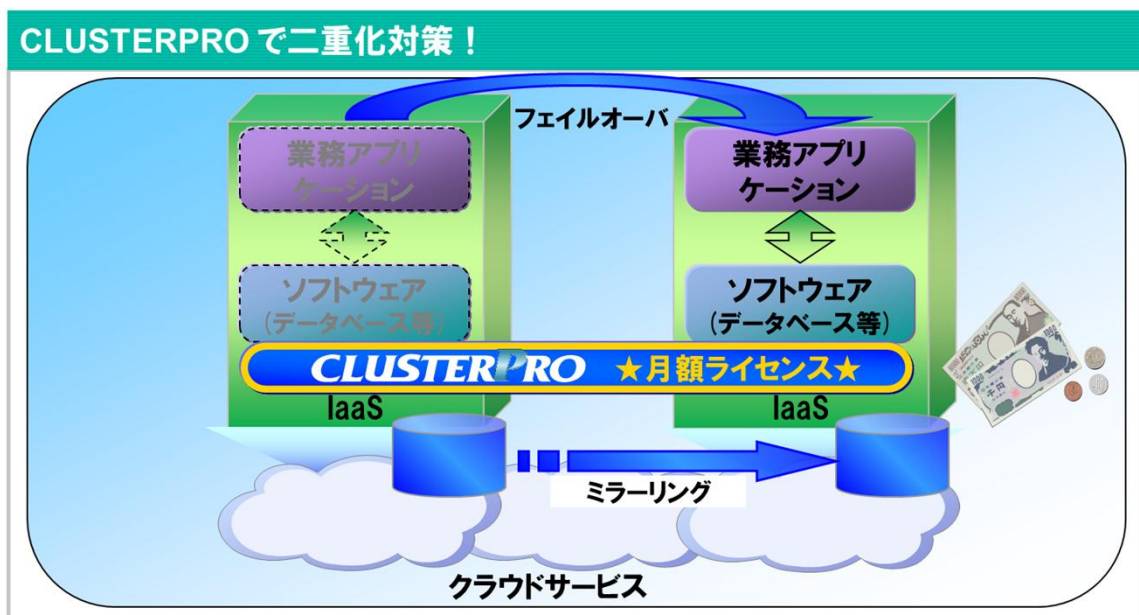 CLUSTERPRO で二重化対策！
フェイルオーバ
業務アプリ
ケーション
業務アプリ
ケーション
ソフトウェア
(データベース等)
ソフトウェア
(データベース等)
CLUSTERPRO ★月額ライセンス★
IaaS
IaaS
ミラーリング
クラウドサービス